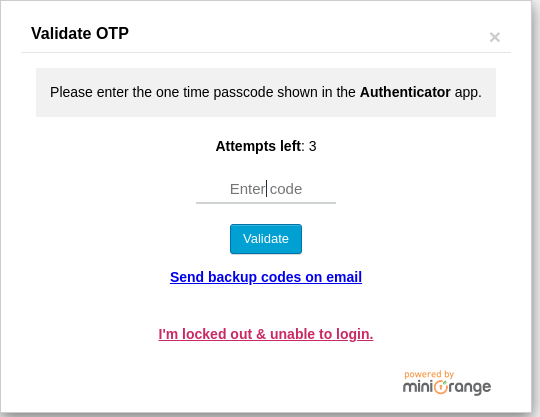 Validate OTP
×
Please enter the one time passcode shown in the Authenticator app.
Attempts left: 3
Enter code
Validate
Send backup codes on email
I'm locked out & unable to login.
powered by
miniOrange